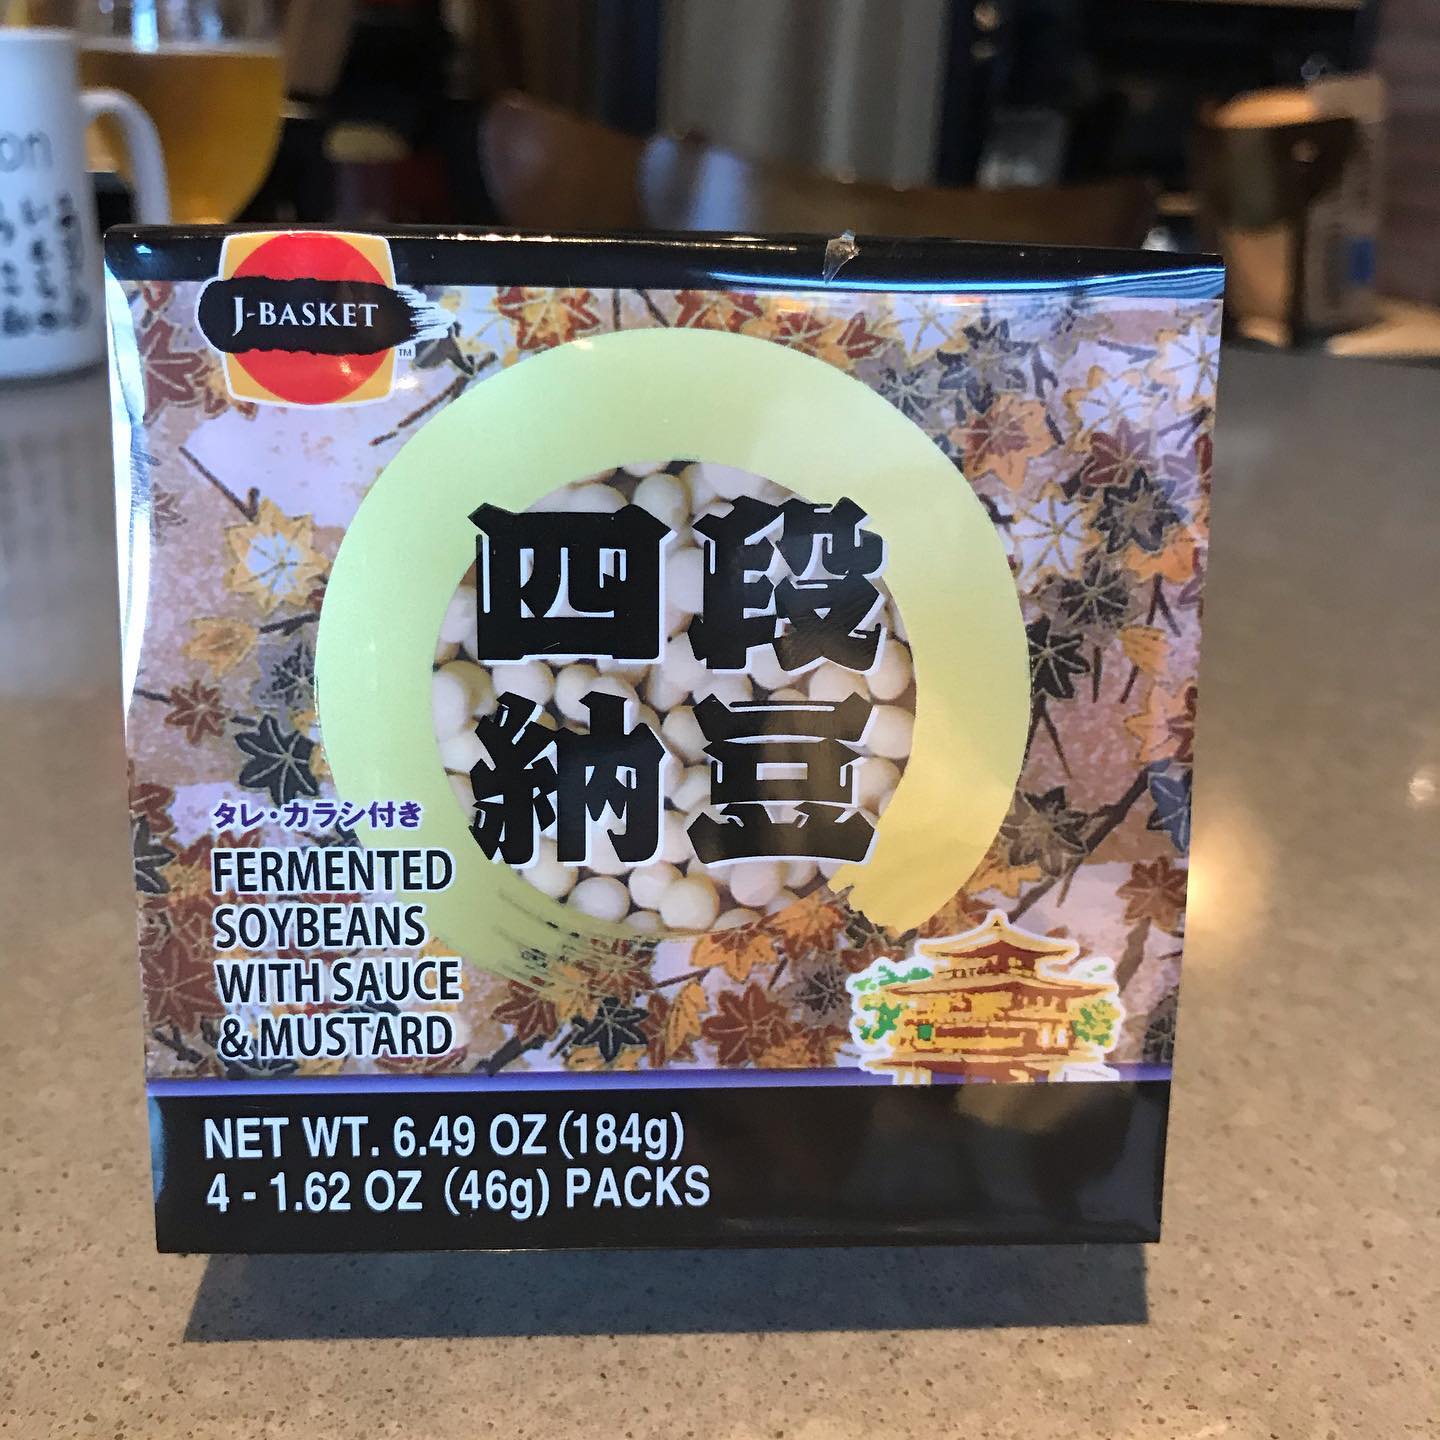 J-BASKET
TM
四段
納豆
タレ・カラシ付き
FERMENTED
SOYBEANS
WITH SAUCE
& MUSTARD
NET WT. 6.49 OZ (184g)
4 - 1.62 OZ (46g) PACKS